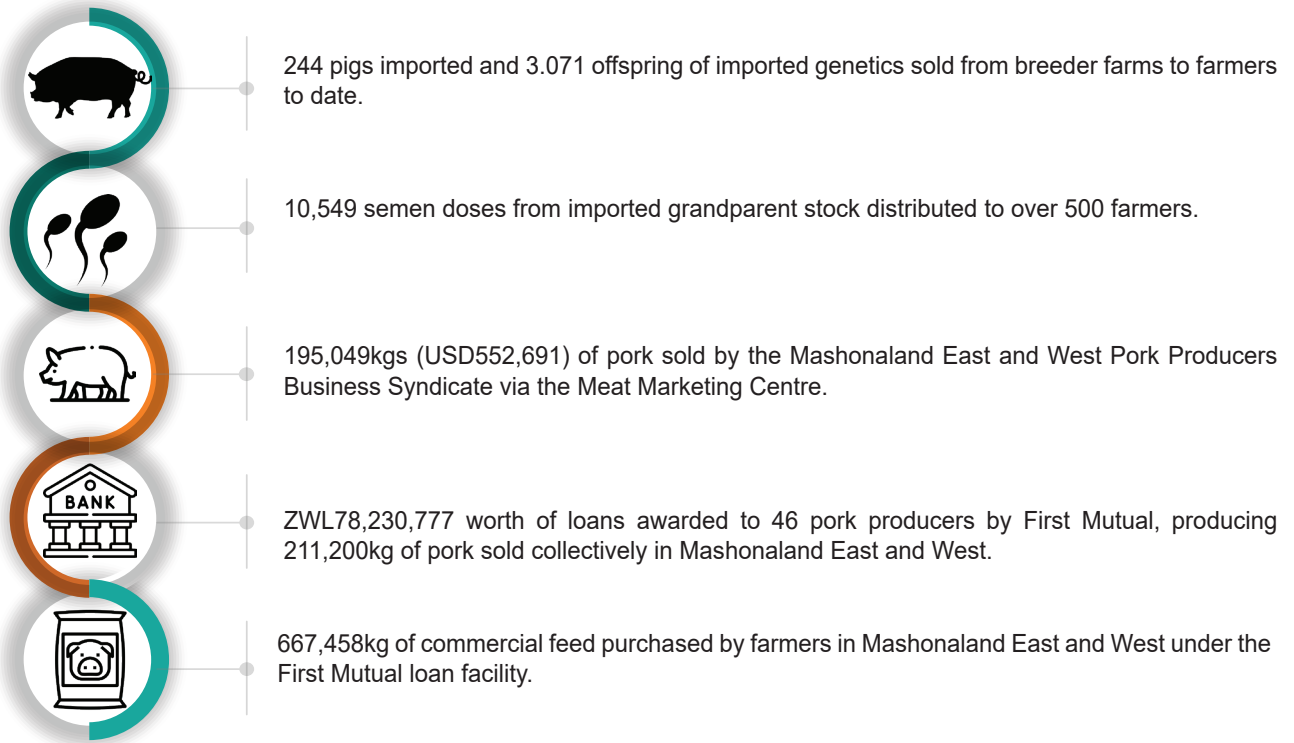 244 pigs imported and 3.071 offspring of imported genetics sold from breeder farms to farmers
to date.
10,549 semen doses from imported grandparent stock distributed to over 500 farmers.
195,049kgs (USD552,691) of pork sold by the Mashonaland East and West Pork Producers
Business Syndicate via the Meat Marketing Centre.
BANK
ZWL78,230,777 worth of loans awarded to 46 pork producers by First Mutual, producing
211,200kg of pork sold collectively in Mashonaland East and West.
667,458kg of commercial feed purchased by farmers in Mashonaland East and West under the
First Mutual loan facility.